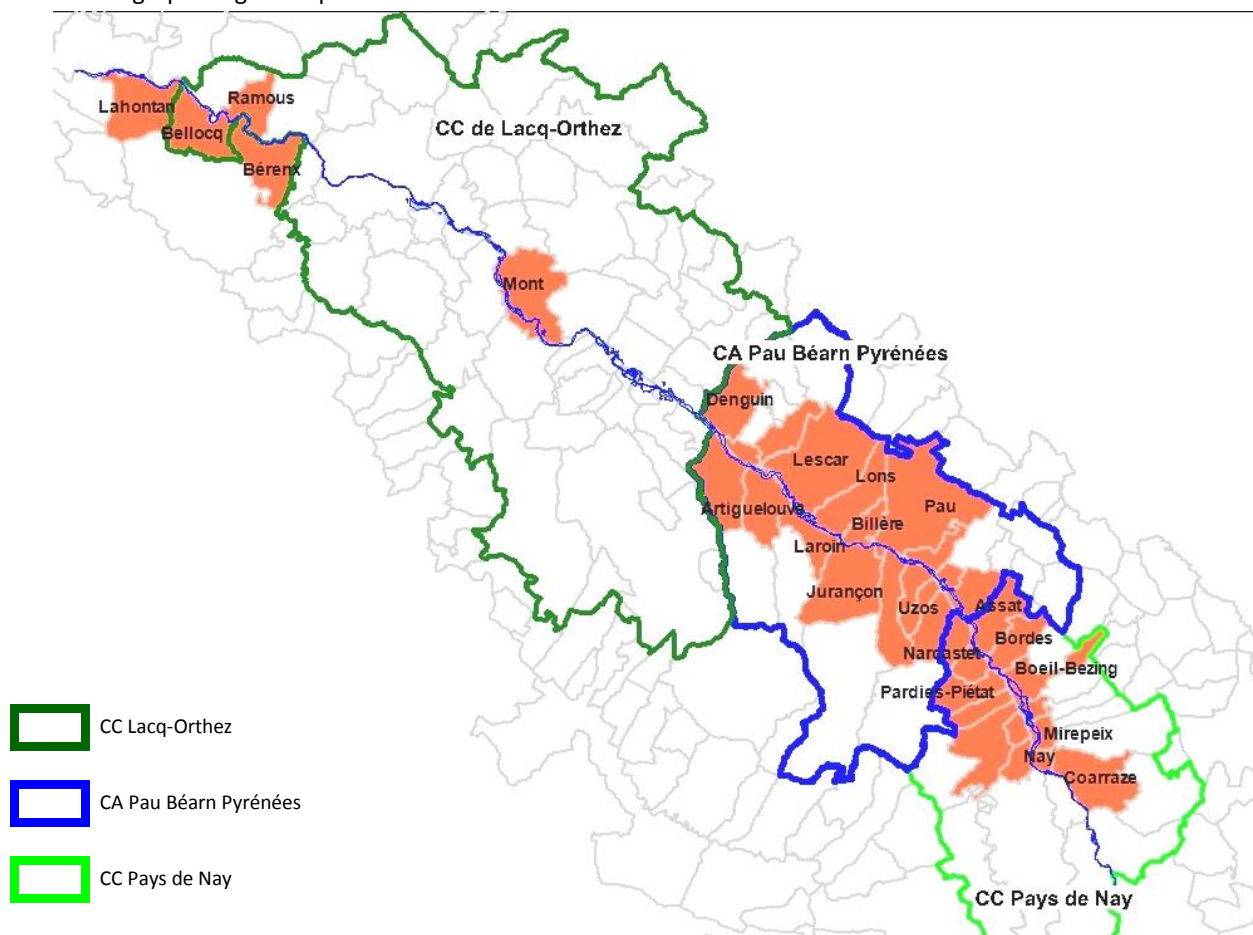 Lahontan
Ramous
Bellocq
Bérenx
CC de Lacq-Orthez
Mont
CA Pau Béarn Pyrénées
Denguin
Lescar
Lons
Pau
Artiguelouve
Billère
Laroin
Jurançon
Uzos
Assat
Bordes
Narcastet
Boeil-Bezing
Pardies-Piétat
Mirepeix
Nay
Coarraze
CC Pays de Nay
CC Lacq-Orthez
CA Pau Béarn Pyrénées
CC Pays de Nay